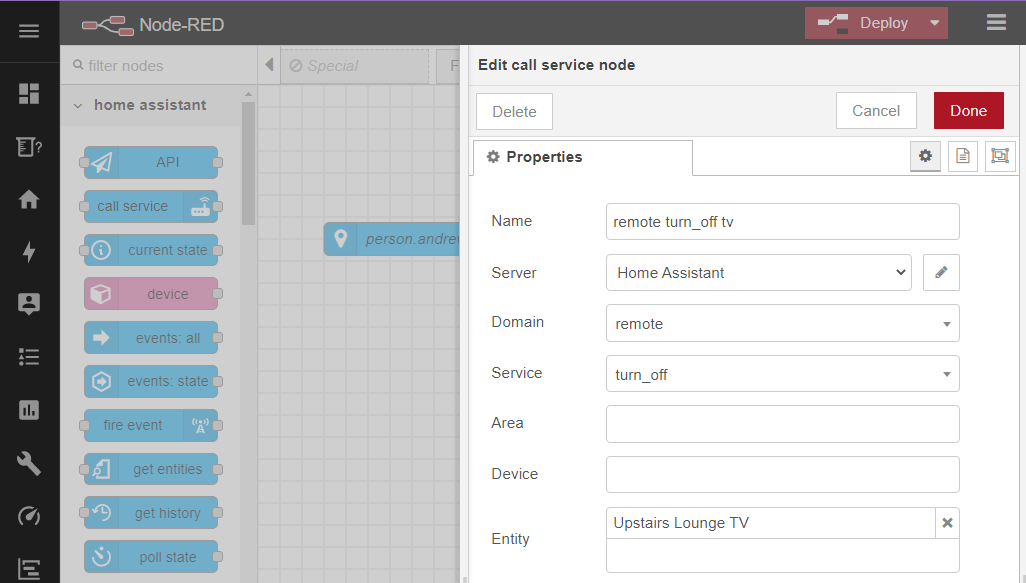 Node-RED
Deploy
filter nodes
Special
F
Edit call service node
home assistant
Delete
Cancel
Done
Properties
API
call service
current state
device
events: all
events: state
fire event
get entities
get history
poll state
person.andrew
Name
remote turn_off tv
Server
Home Assistant
Domain
remote
Service
turn_off
Area
Device
Entity
Upstairs Lounge TV